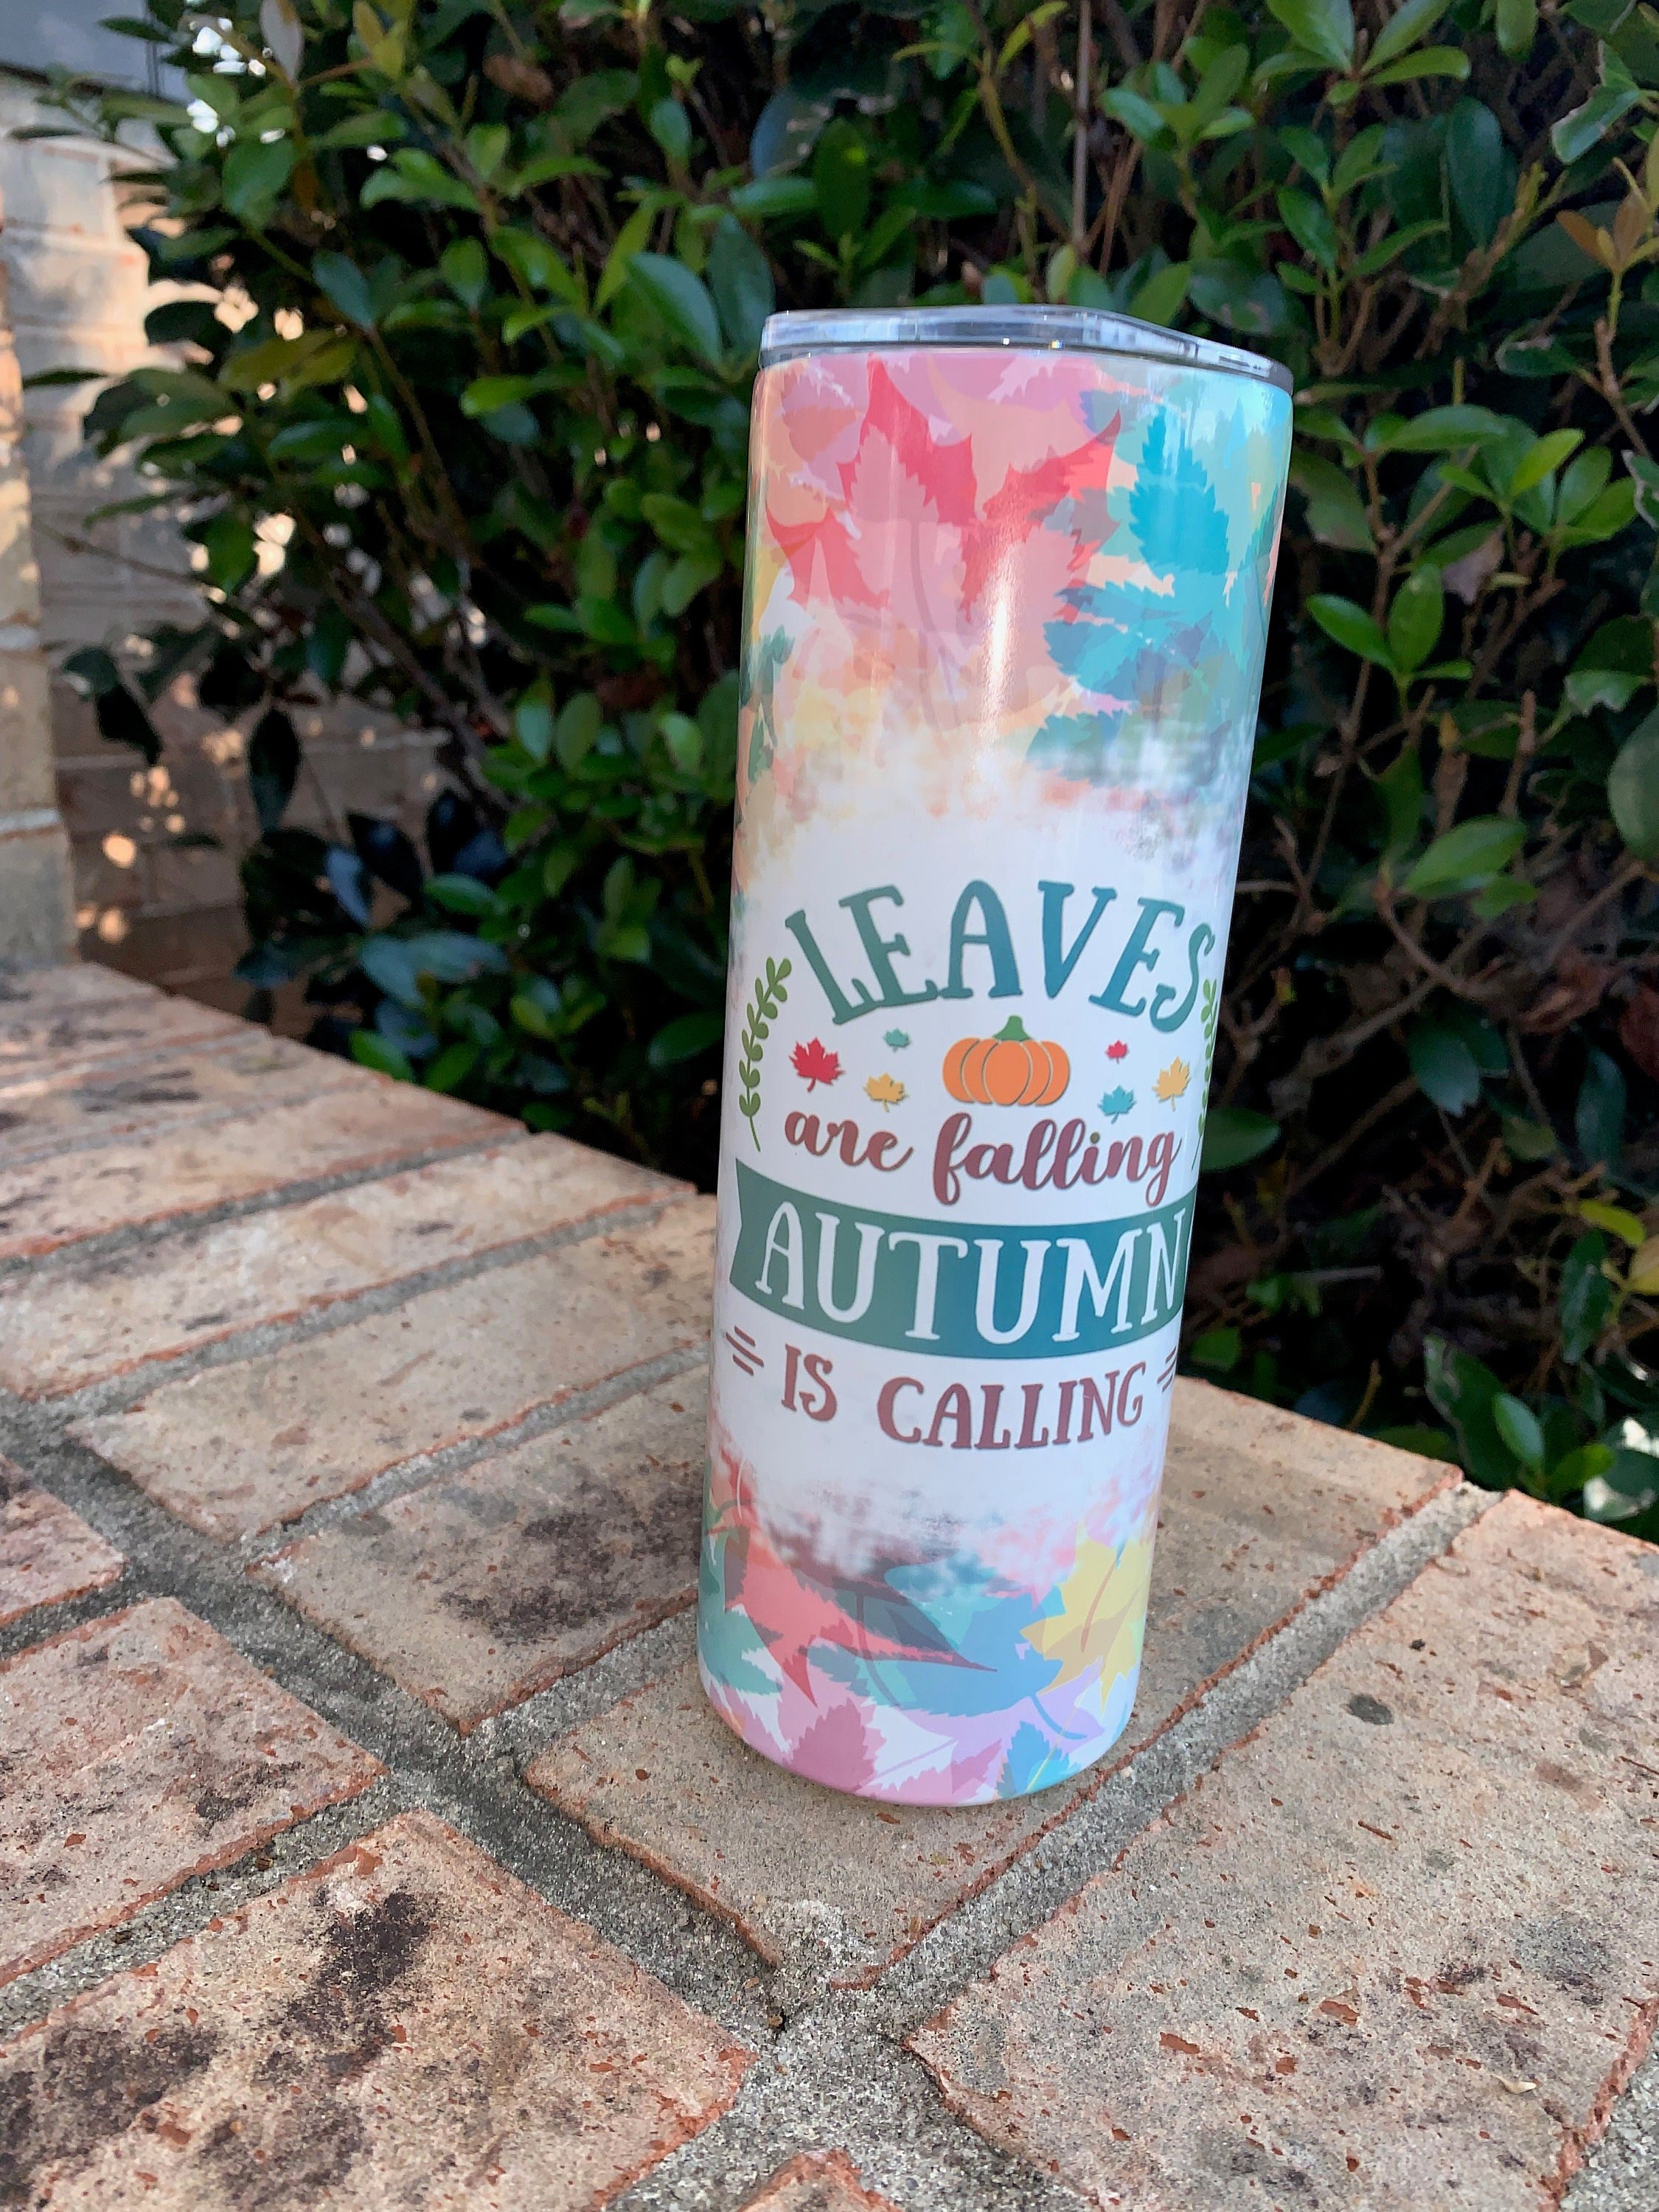 LEAVES
are falling
AUTUMN
IS CALLING